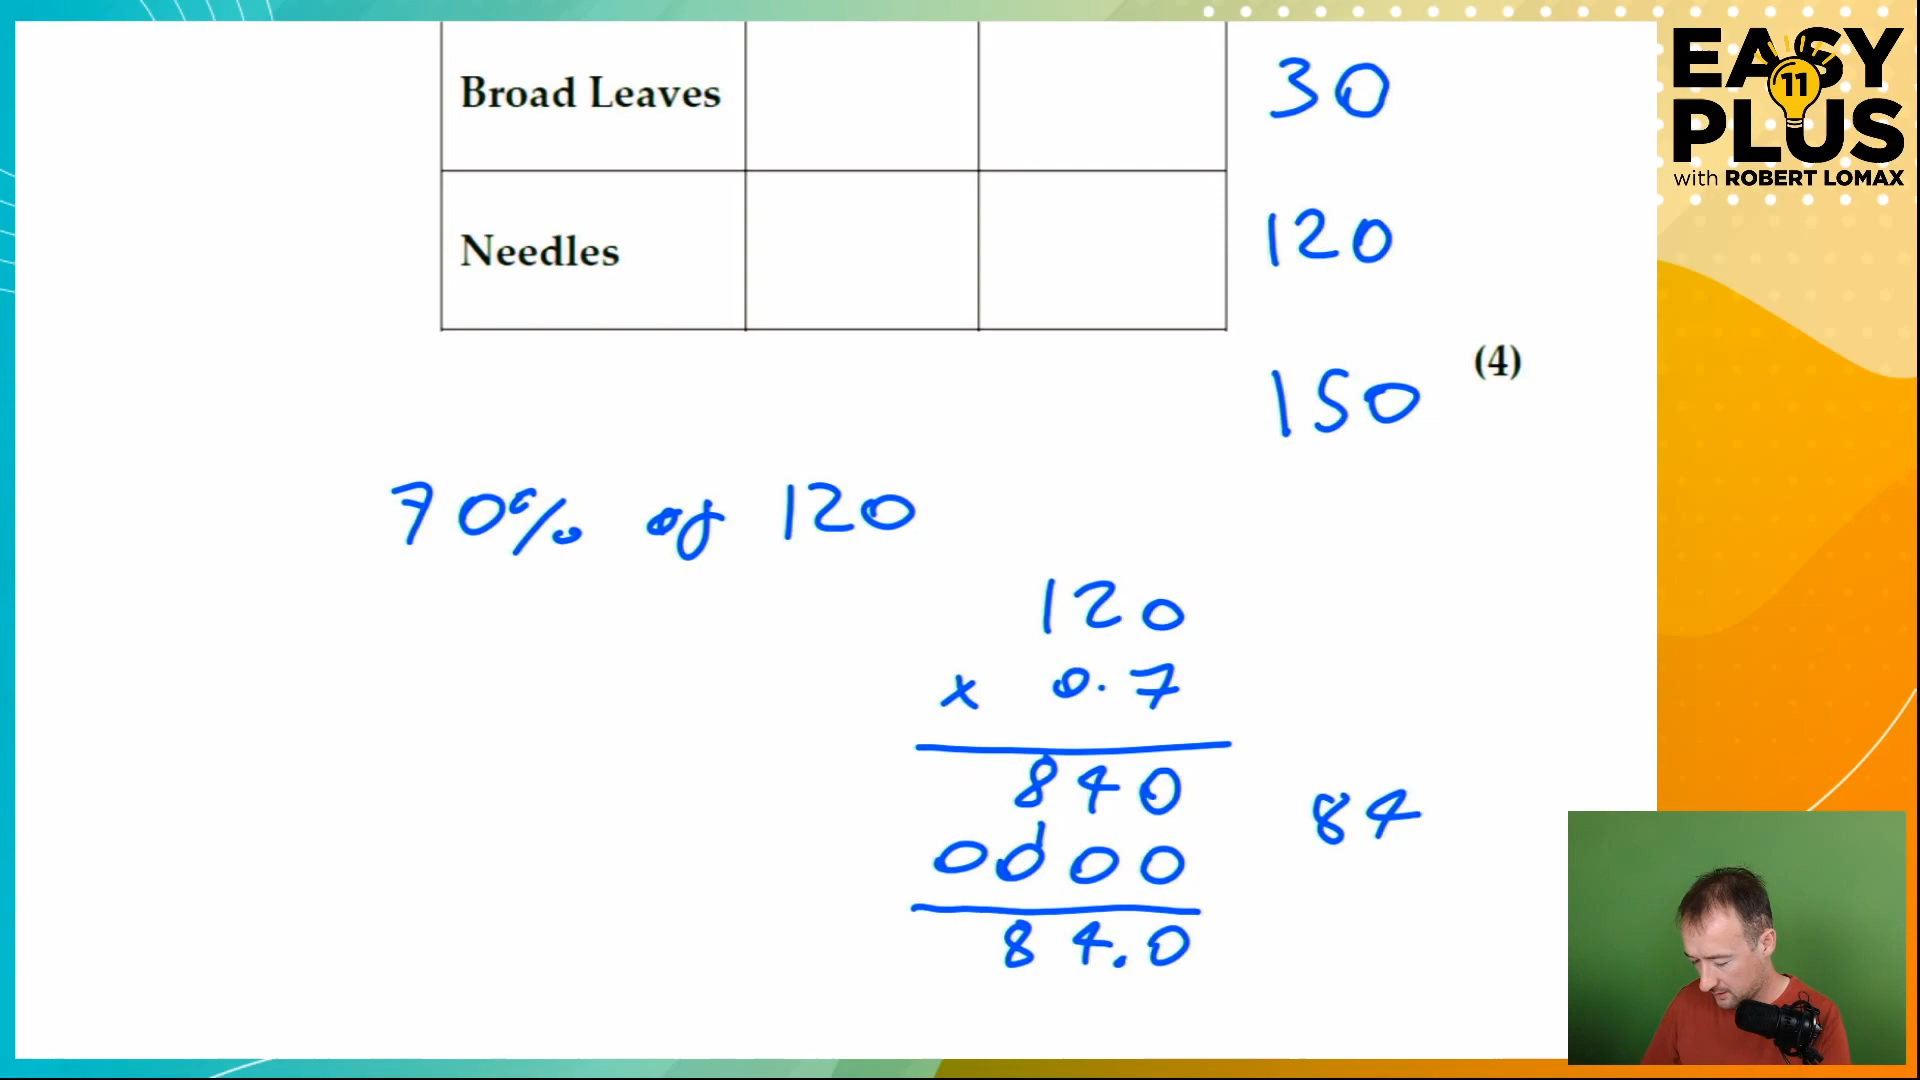 Broad Leaves 30
EASY
11
PLUS
with ROBERT LOMAX
Needles 120
150 (4)
70% of 120
120
x 0.7
840
0000
84.0
84